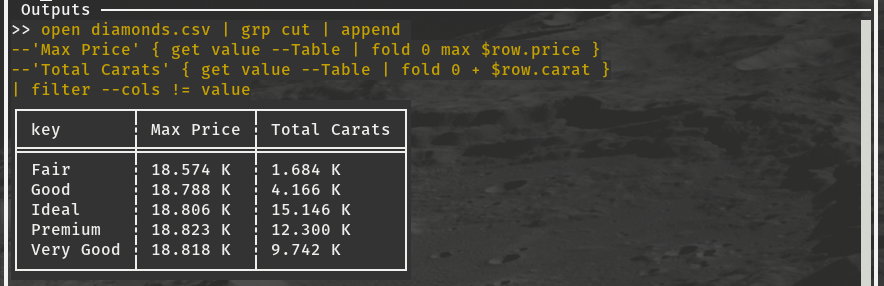 Outputs
>> open diamonds.csv | grp cut | append
--'Max Price' { get value --Table | fold 0 max $row.price }
--'Total Carats' { get value --Table | fold 0 + $row.carat }
| filter --cols != value
key Max Price Total Carats
Fair 18.574 K 1.684 K
Good 18.788 K 4.166 K
Ideal 18.806 K 15.146 K
Premium 18.823 K 12.300 K
Very Good 18.818 K 9.742 K